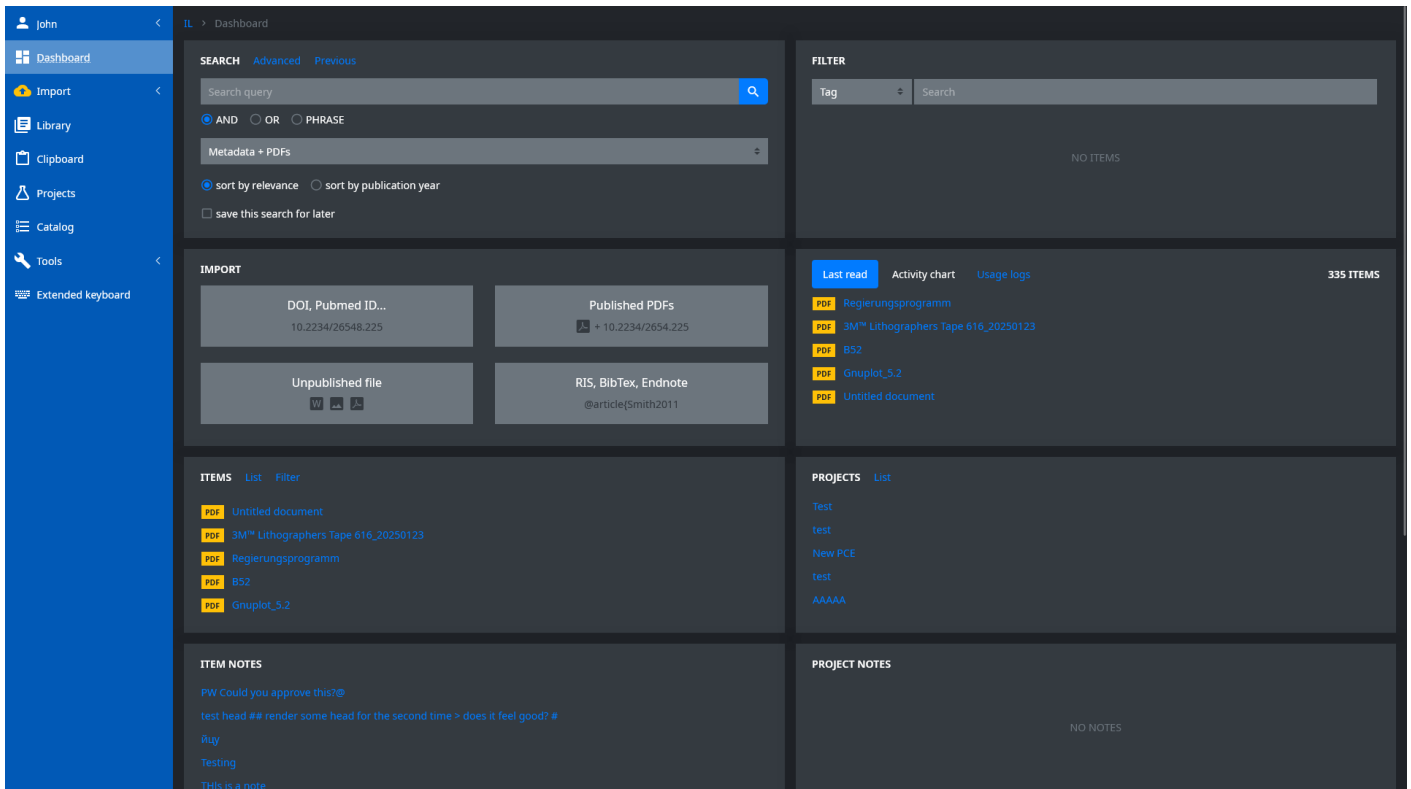 John
Dashboard
Import
Library
Clipboard
Projects
Catalog
Tools
Extended keyboard
IL > Dashboard
SEARCH Advanced Previous
Search query
AND OR PHRASE
Metadata + PDFs
sort by relevance sort by publication year
save this search for later
FILTER
Tag Search
NO ITEMS
IMPORT
DOI, Pubmed ID...
10.2234/26548.225
Published PDFs
+ 10.2234/2654.225
Unpublished file
W
RIS, BibTex, Endnote
@article{Smith2011
Last read Activity chart Usage logs 335 ITEMS
PDF Regierungsprogramm
PDF 3M™ Lithographers Tape 616_20250123
PDF B52
PDF Gnuplot_5.2
PDF Untitled document
ITEMS List Filter
PDF Untitled document
PDF 3M™ Lithographers Tape 616_20250123
PDF Regierungsprogramm
PDF B52
PDF Gnuplot_5.2
PROJECTS List
Test
test
New PCE
test
AAAAA
ITEM NOTES
PW Could you approve this?@
test head ## render some head for the second time > does it feel good? #
йцу
Testing
THis is a note
PROJECT NOTES
NO NOTES